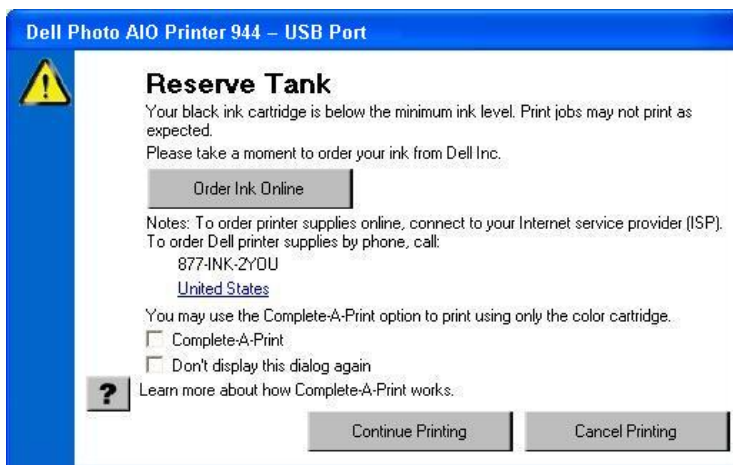 Dell Photo AIO Printer 944 – USB Port
Reserve Tank
Your black ink cartridge is below the minimum ink level. Print jobs may not print as
expected.
Please take a moment to order your ink from Dell Inc.
Order Ink Online
Notes: To order printer supplies online, connect to your Internet service provider (ISP).
To order Dell printer supplies by phone, call:
877-INK-2YOU
United States
You may use the Complete-A-Print option to print using only the color cartridge.
Complete-A-Print
Don't display this dialog again
? Learn more about how Complete-A-Print works.
Continue Printing Cancel Printing